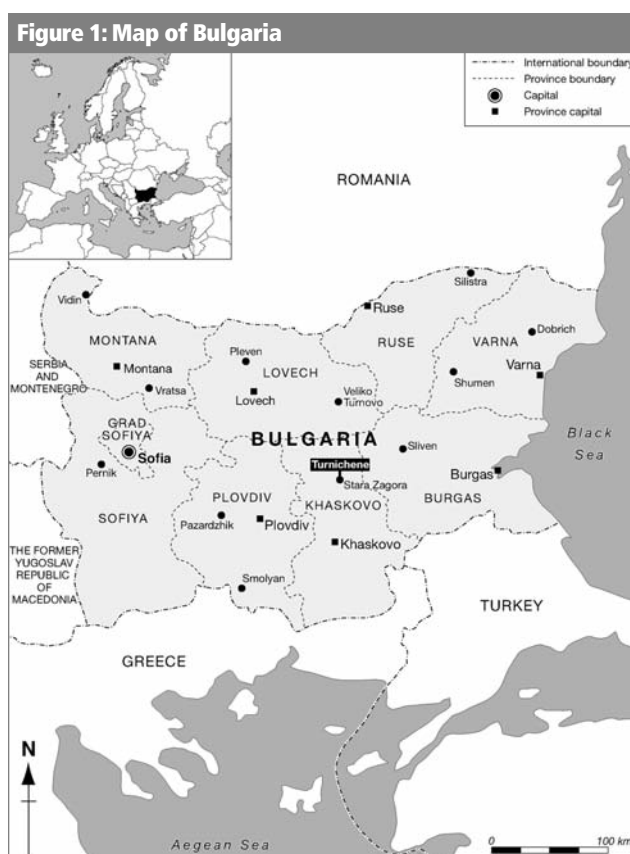 Figure 1: Map of Bulgaria
International boundary
Province boundary
Capital
Province capital
ROMANIA
Silistra
Vidin
Ruse
Dobrich
MONTANA
RUSE
VARNA
Pleven
LOVECH
Varna
SERBIA
AND
MONTENEGRO
Montana
Shumen
Vratsa
Lovech
Veliko
Turnovo
GRAD
SOFIYA
BULGARIA
Black
Sea
Sofia
Sliven
Pernik
Turnichene
Burgas
Stara Zagora
PLOVDIV
KHASKOVO
BURGAS
SOFIYA
Pazardzhik
Plovdiv
Khaskovo
THE FORMER
YUGOSLAV
REPUBLIC
OF
MACEDONIA
Smolyan
TURKEY
GREECE
N
Aegean Sea
0
100 km